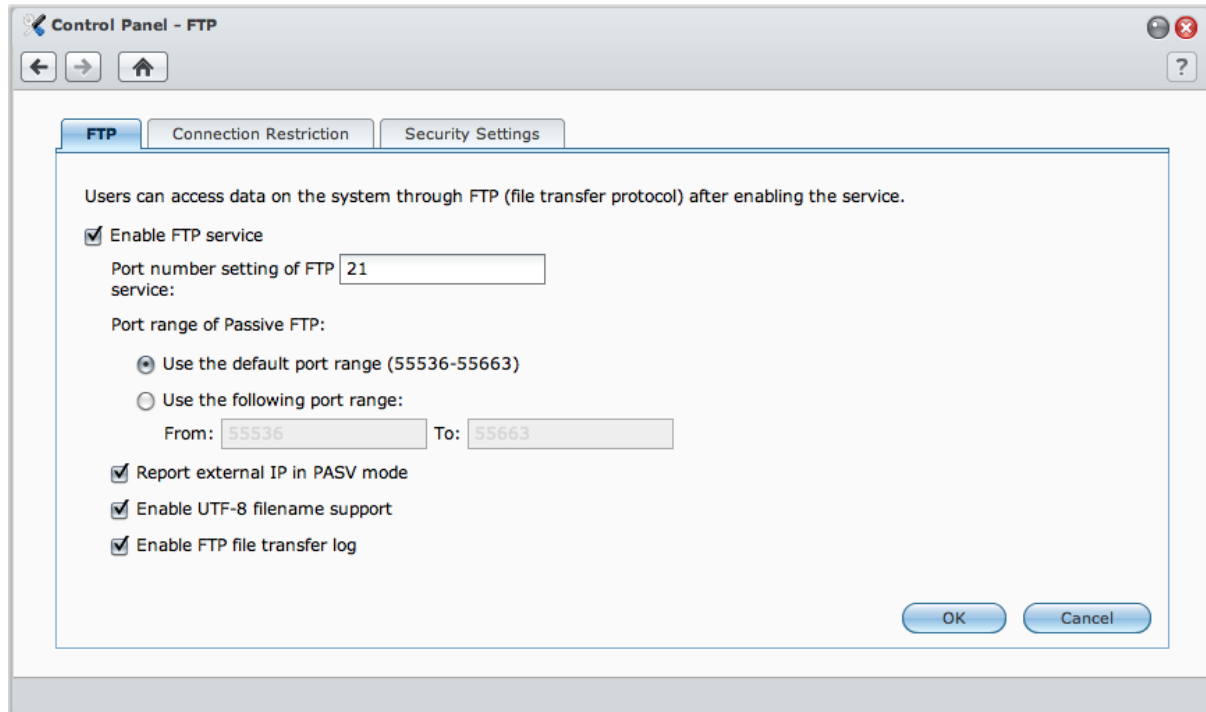 Control Panel - FTP
?
FTP Connection Restriction Security Settings
Users can access data on the system through FTP (file transfer protocol) after enabling the service.
Enable FTP service
Port number setting of FTP 21
service:
Port range of Passive FTP:
Use the default port range (55536-55663)
Use the following port range:
From: 55536 To: 55663
Report external IP in PASV mode
Enable UTF-8 filename support
Enable FTP file transfer log
OK Cancel